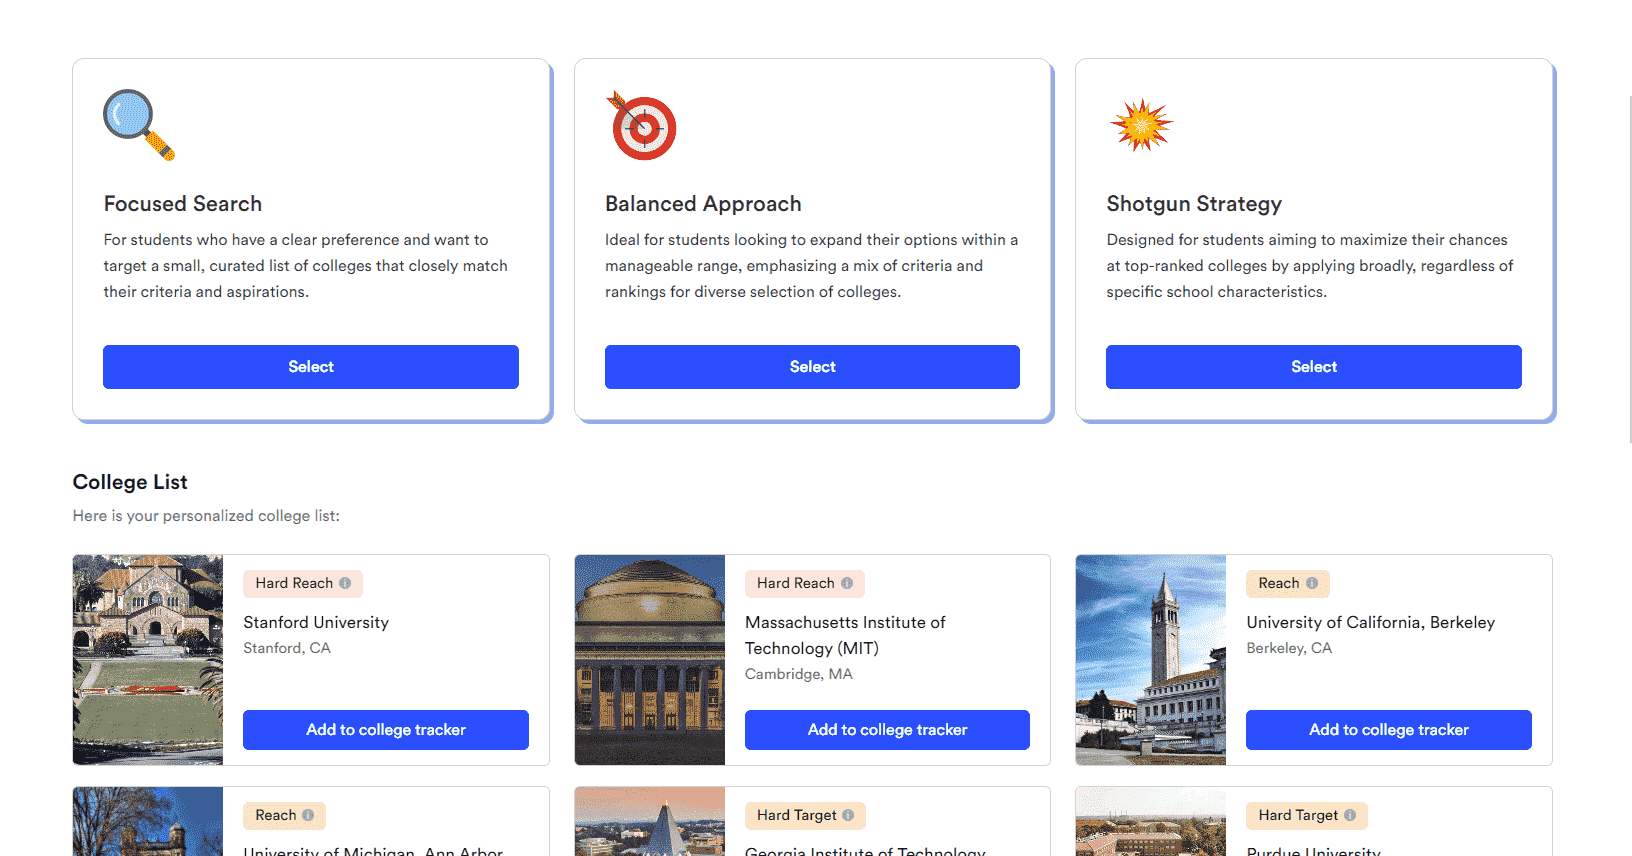 Focused Search
For students who have a clear preference and want to
target a small, curated list of colleges that closely match
their criteria and aspirations.
Select
Balanced Approach
Ideal for students looking to expand their options within a
manageable range, emphasizing a mix of criteria and
rankings for diverse selection of colleges.
Select
Shotgun Strategy
Designed for students aiming to maximize their chances
at top-ranked colleges by applying broadly, regardless of
specific school characteristics.
Select
College List
Here is your personalized college list:
Hard Reach
Stanford University
Stanford, CA
Add to college tracker
Hard Reach
Massachusetts Institute of
Technology (MIT)
Cambridge, MA
Add to college tracker
Reach
University of California, Berkeley
Berkeley, CA
Add to college tracker
Reach
University of Michigan, Ann Arbor
Hard Target
Georgia Institute of Technology
Hard Target
Purdue University